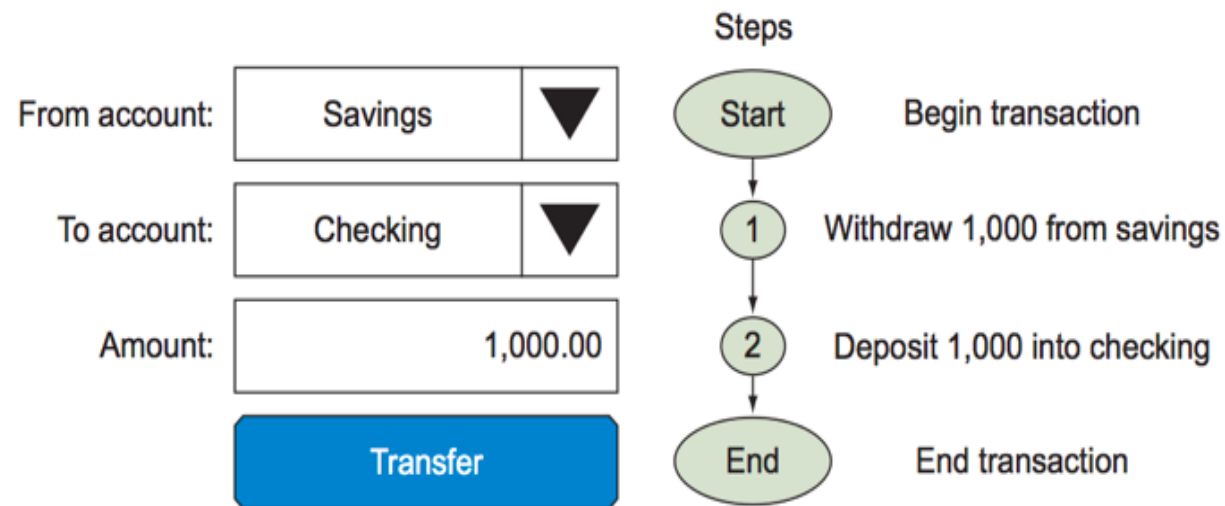 Steps
From account: Savings Start Begin transaction
To account: Checking 1 Withdraw 1,000 from savings
Amount: 1,000.00 2 Deposit 1,000 into checking
Transfer End End transaction